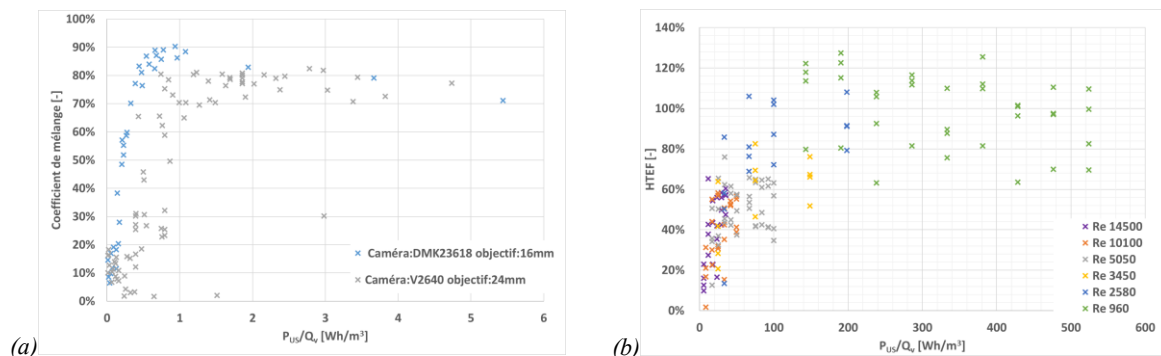 100%
90%
80%
70%
60%
50%
40%
30%
20%
10%
0%
Coefficient de mélange [-]
0 1 2 3 4 5 6
P_US/Q_v [Wh/m³]
Caméra:DMK23618 objectif:16mm
Caméra:V2640 objectif:24mm
(a)
140%
120%
100%
80%
60%
40%
20%
0%
HTEF [-]
0 100 200 300 400 500 600
P_US/Q_v [Wh/m³]
Re 14500
Re 10100
Re 5050
Re 3450
Re 2580
Re 960
(b)